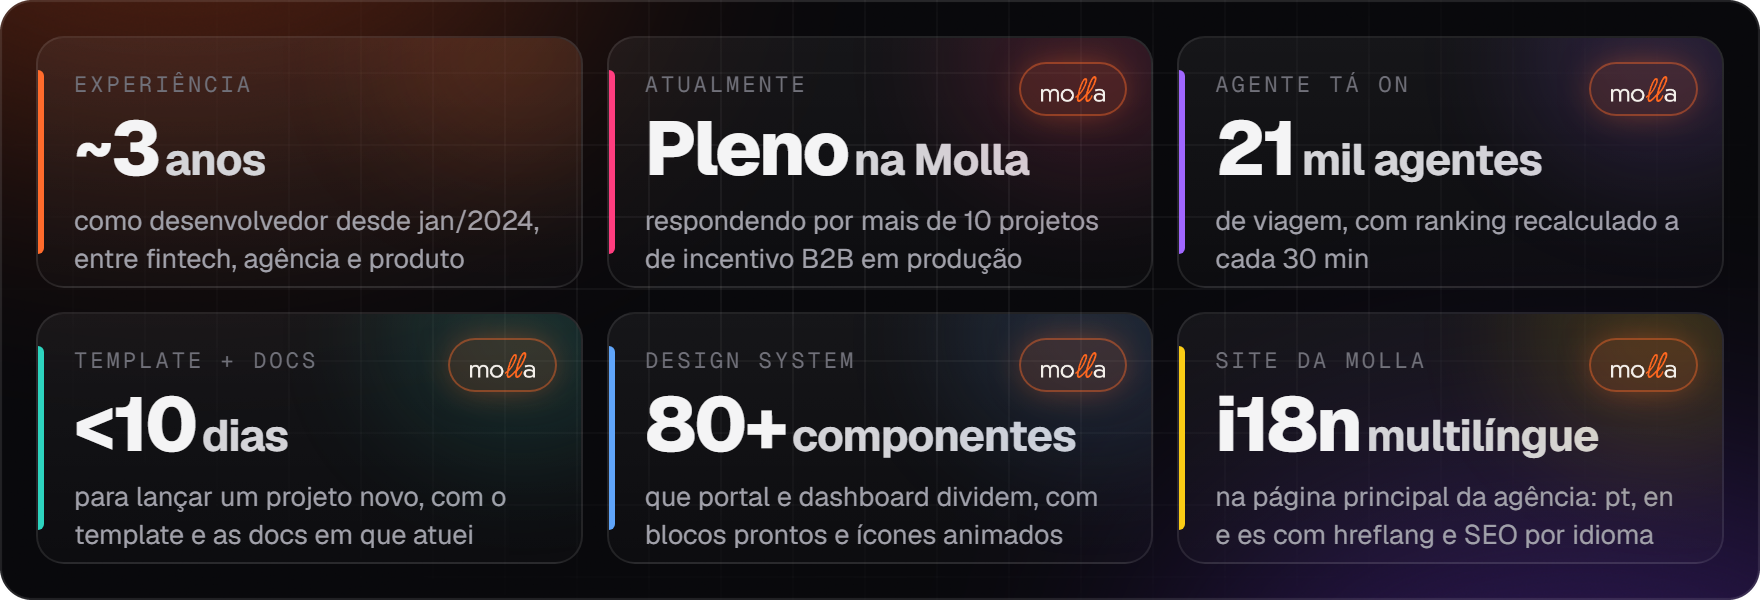 EXPERIÊNCIA
~3 anos
como desenvolvedor desde jan/2024,
entre fintech, agência e produto
ATUALMENTE
molla
Pleno na Molla
respondendo por mais de 10 projetos
de incentivo B2B em produção
AGENTE TÁ ON
molla
21 mil agentes
de viagem, com ranking recalculado a
cada 30 min
TEMPLATE + DOCS
molla
<10 dias
para lançar um projeto novo, com o
template e as docs em que atuei
DESIGN SYSTEM
molla
80+ componentes
que portal e dashboard dividem, com
blocos prontos e ícones animados
SITE DA MOLLA
molla
i18n multilíngue
na página principal da agência: pt, en
e es com hreflang e SEO por idioma